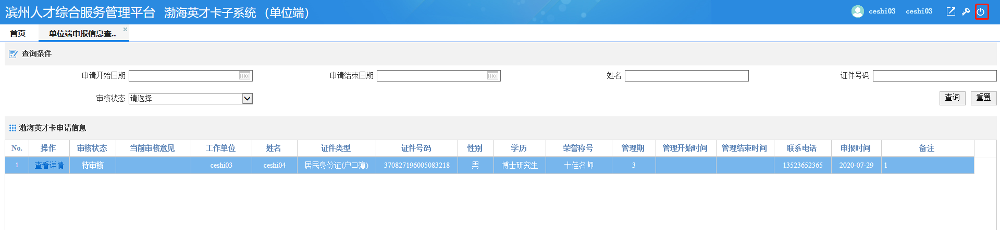 滨州人才综合服务管理平台 渤海英才卡子系统 (单位端) ceshi03 ceshi03
首页 单位端申报信息查.. ×
查询条件
申请开始日期 申请结束日期 姓名 证件号码
审核状态 请选择 查询 重置
渤海英才卡申请信息
No. 操作 审核状态 当前审核意见 工作单位 姓名 证件类型 证件号码 性别 学历 荣誉称号 管理期 管理开始时间 管理结束时间 联系电话 申报时间 备注
1 查看详情 待审核 ceshi03 ceshi04 居民身份证(户口簿) 370827196005083218 男 博士研究生 十佳名师 3 13523652365 2020-07-29 1